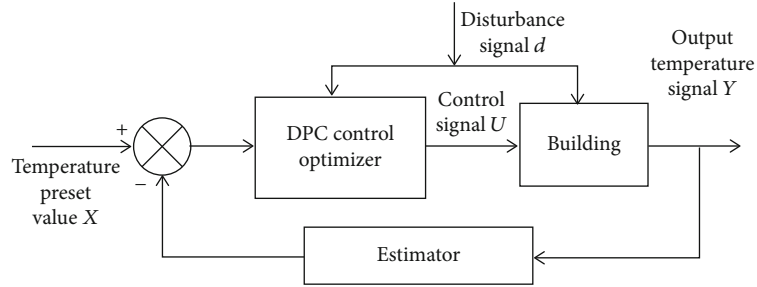 Disturbance
signal d
Output
temperature
signal Y
Control
signal U
DPC control
optimizer
Building
+
−
Temperature
preset
value X
Estimator